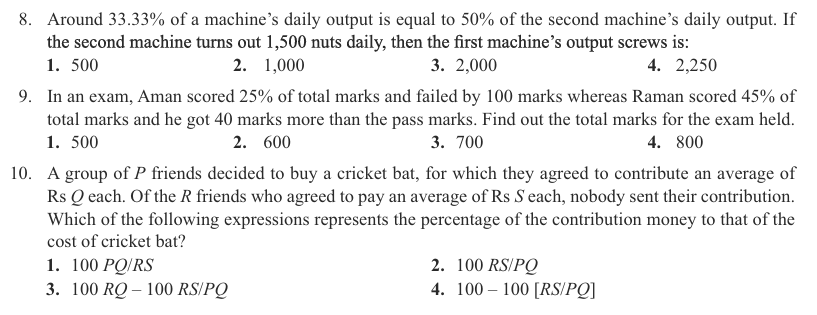 8. Around 33.33% of a machine’s daily output is equal to 50% of the second machine’s daily output. If
the second machine turns out 1,500 nuts daily, then the first machine’s output screws is:
1. 500 2. 1,000 3. 2,000 4. 2,250
9. In an exam, Aman scored 25% of total marks and failed by 100 marks whereas Raman scored 45% of
total marks and he got 40 marks more than the pass marks. Find out the total marks for the exam held.
1. 500 2. 600 3. 700 4. 800
10. A group of P friends decided to buy a cricket bat, for which they agreed to contribute an average of
Rs Q each. Of the R friends who agreed to pay an average of Rs S each, nobody sent their contribution.
Which of the following expressions represents the percentage of the contribution money to that of the
cost of cricket bat?
1. 100 PQ/RS 2. 100 RS/PQ
3. 100 RQ – 100 RS/PQ 4. 100 – 100 [RS/PQ]